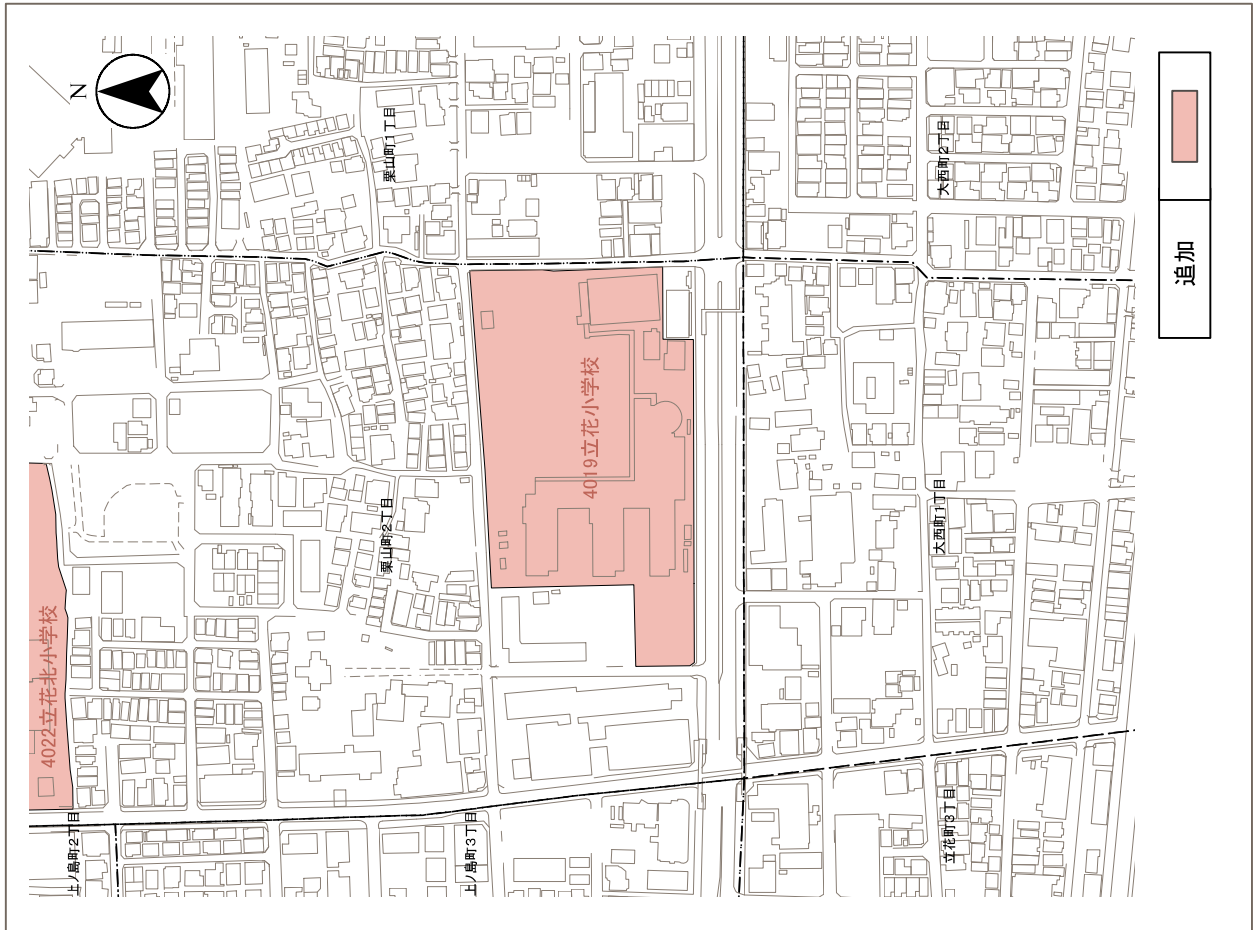 N
栗山町1丁目
大西町2丁目
追加
4019立花小学校
栗山町2丁目
大西町1丁目
4022立花北小学校
上ノ島町2丁目
上ノ島町3丁目
立花町3丁目